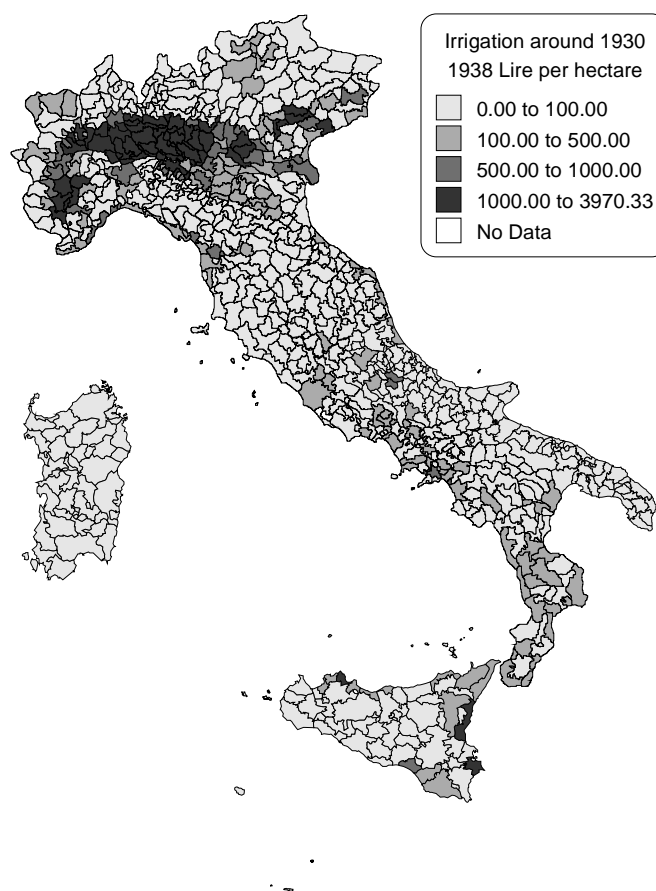 Irrigation around 1930
1938 Lire per hectare
0.00 to 100.00
100.00 to 500.00
500.00 to 1000.00
1000.00 to 3970.33
No Data